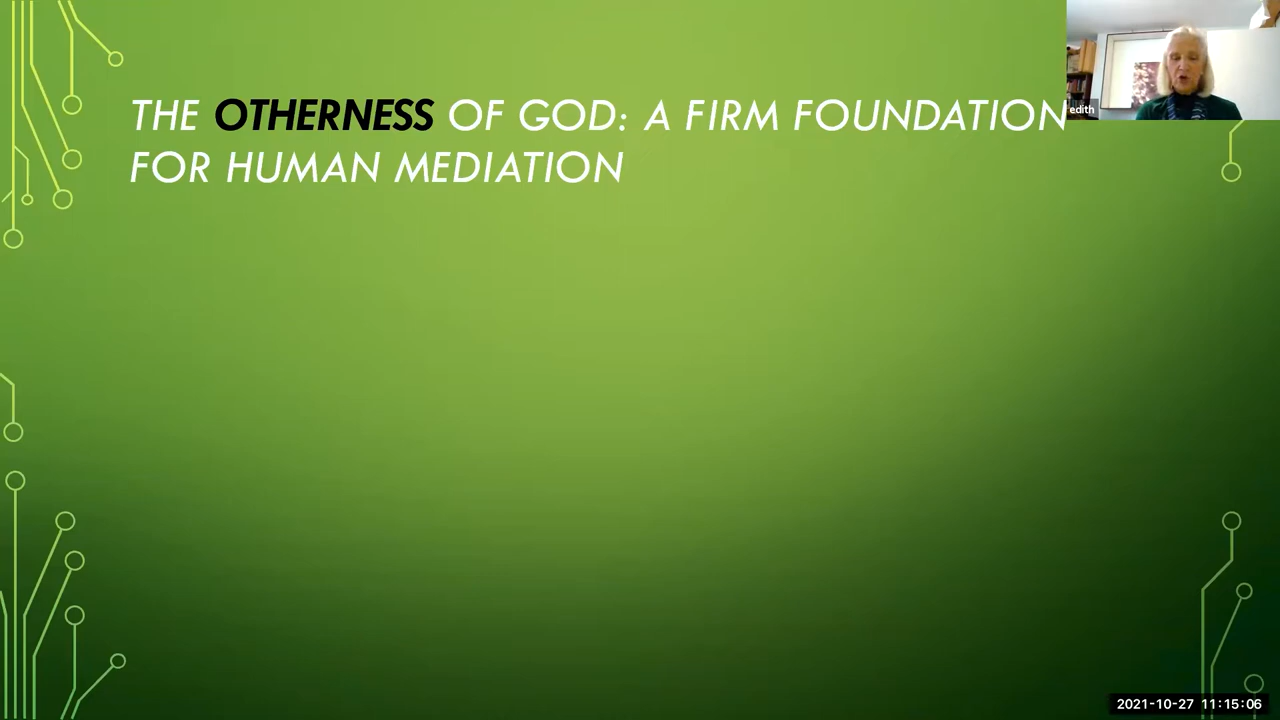 THE OTHERNESS OF GOD: A FIRM FOUNDATION
FOR HUMAN MEDIATION
edith
2021-10-27 11:15:06